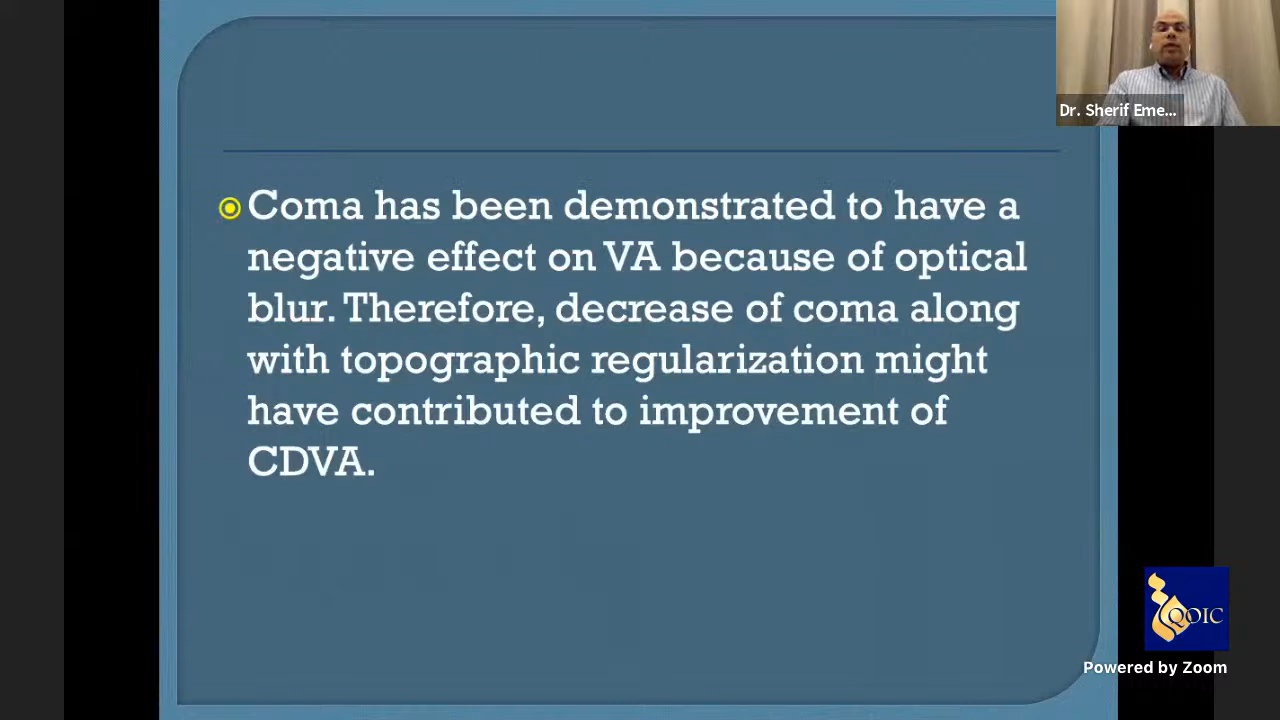 Dr. Sherif Eme...
Coma has been demonstrated to have a
negative effect on VA because of optical
blur. Therefore, decrease of coma along
with topographic regularization might
have contributed to improvement of
CDVA.
QOIC
Powered by Zoom